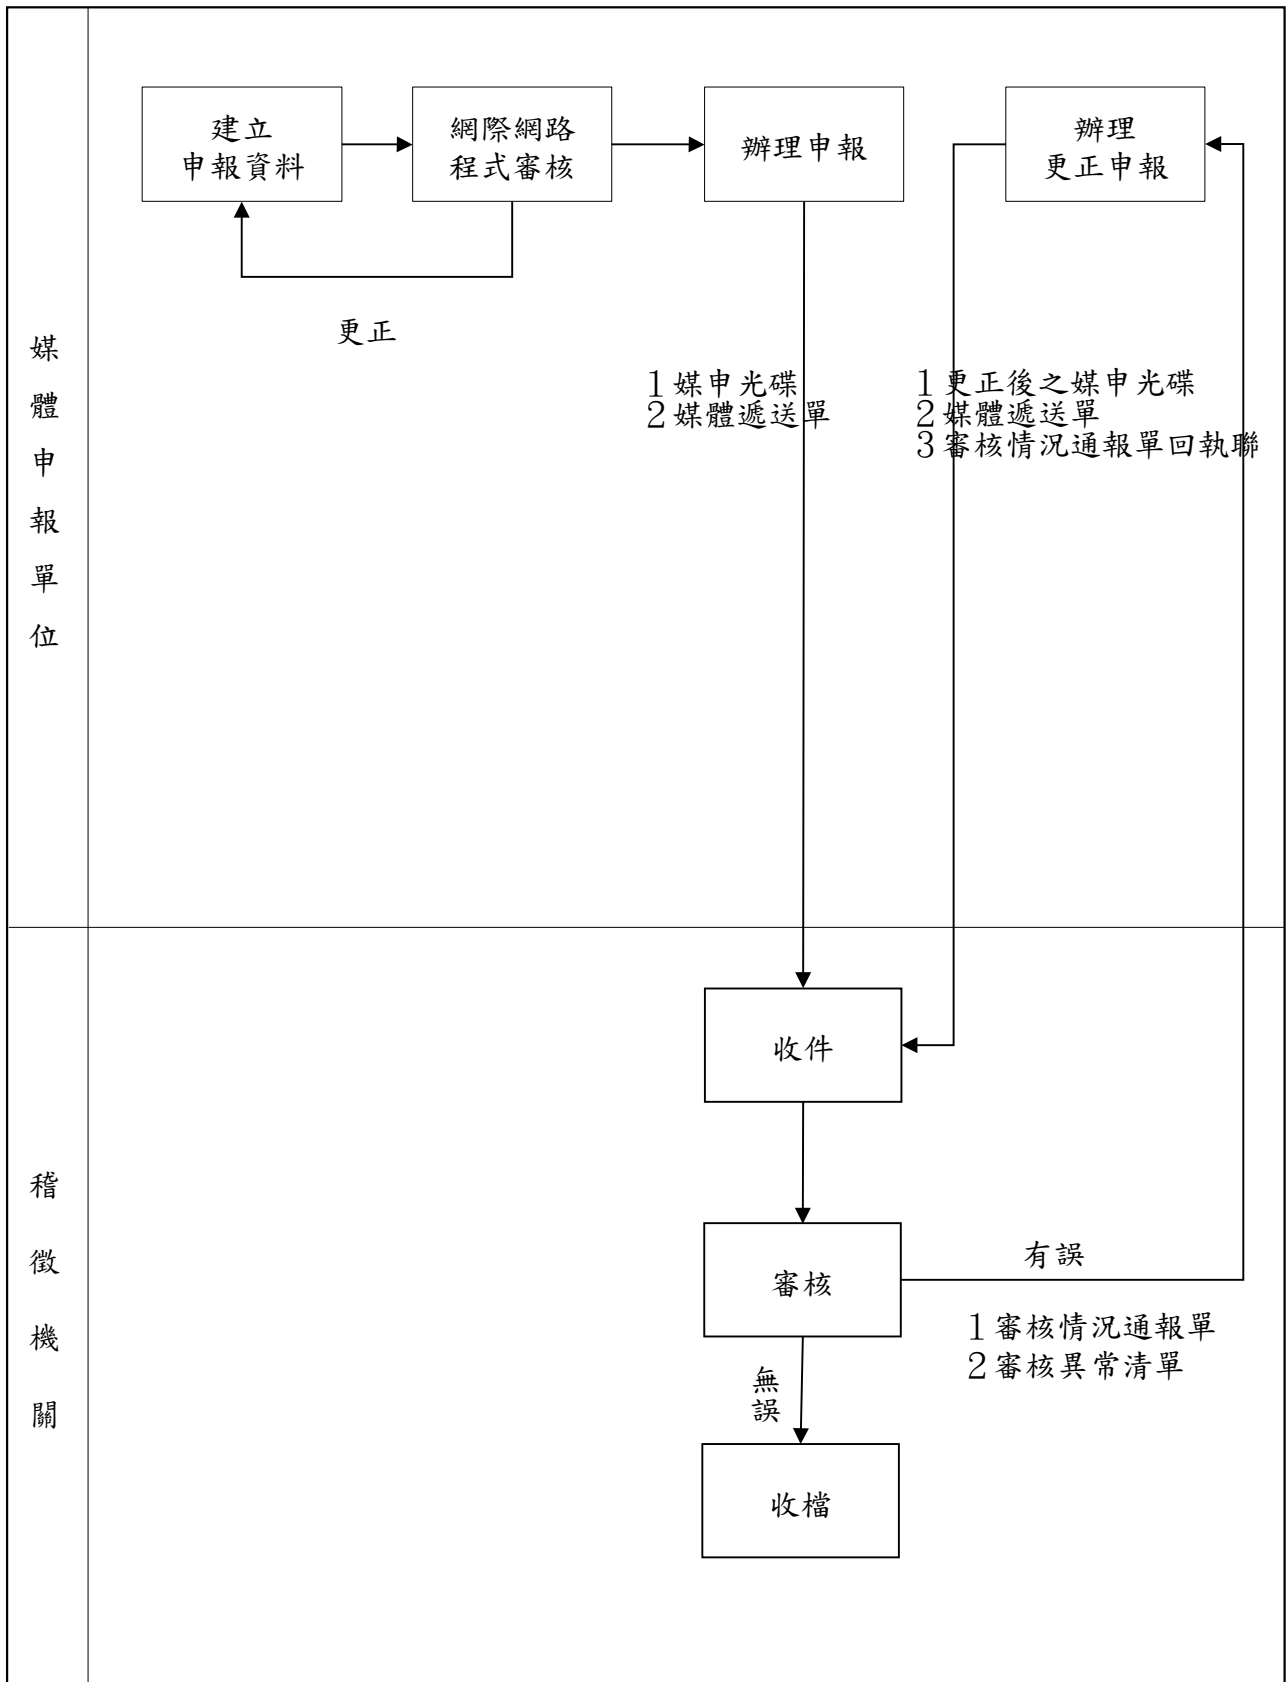 建立
申報資料
網際網路
程式審核
辦理申報
辦理
更正申報
更正
1媒申光碟
2媒體遞送單
1更正後之媒申光碟
2媒體遞送單
3審核情況通報單回執聯
媒體申報單位
收件
審核
有誤
1審核情況通報單
2審核異常清單
無誤
收檔
稽徵機關